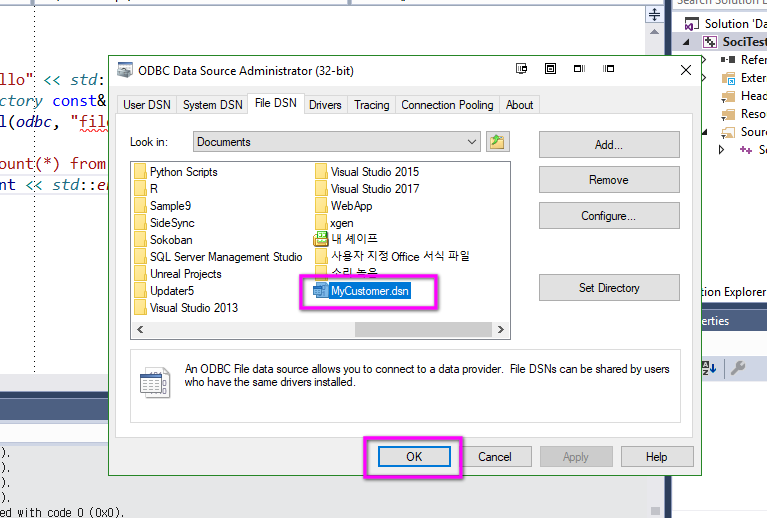 Search Solution Ex
Solution 'Da
SociTest
Refer
Exter
Head
Reso
Sourc
So
ODBC Data Source Administrator (32-bit)
User DSN
System DSN
File DSN
Drivers
Tracing
Connection Pooling
About
Look in:
Documents
Python Scripts
R
Sample9
SideSync
Sokoban
SQL Server Management Studio
Unreal Projects
Updater5
Visual Studio 2013
Visual Studio 2015
Visual Studio 2017
WebApp
xgen
내 셰이프
사용자 지정 Office 서식 파일
소리 녹음
MyCustomer.dsn
Add...
Remove
Configure...
Set Directory
An ODBC File data source allows you to connect to a data provider. File DSNs can be shared by users
who have the same drivers installed.
OK
Cancel
Apply
Help
llo" << std:
ctory const&
l(odbc, "file
ount(*) from
nt << std::e
tion Explorer
erties
).
).
).
).
ed with code 0 (0x0).